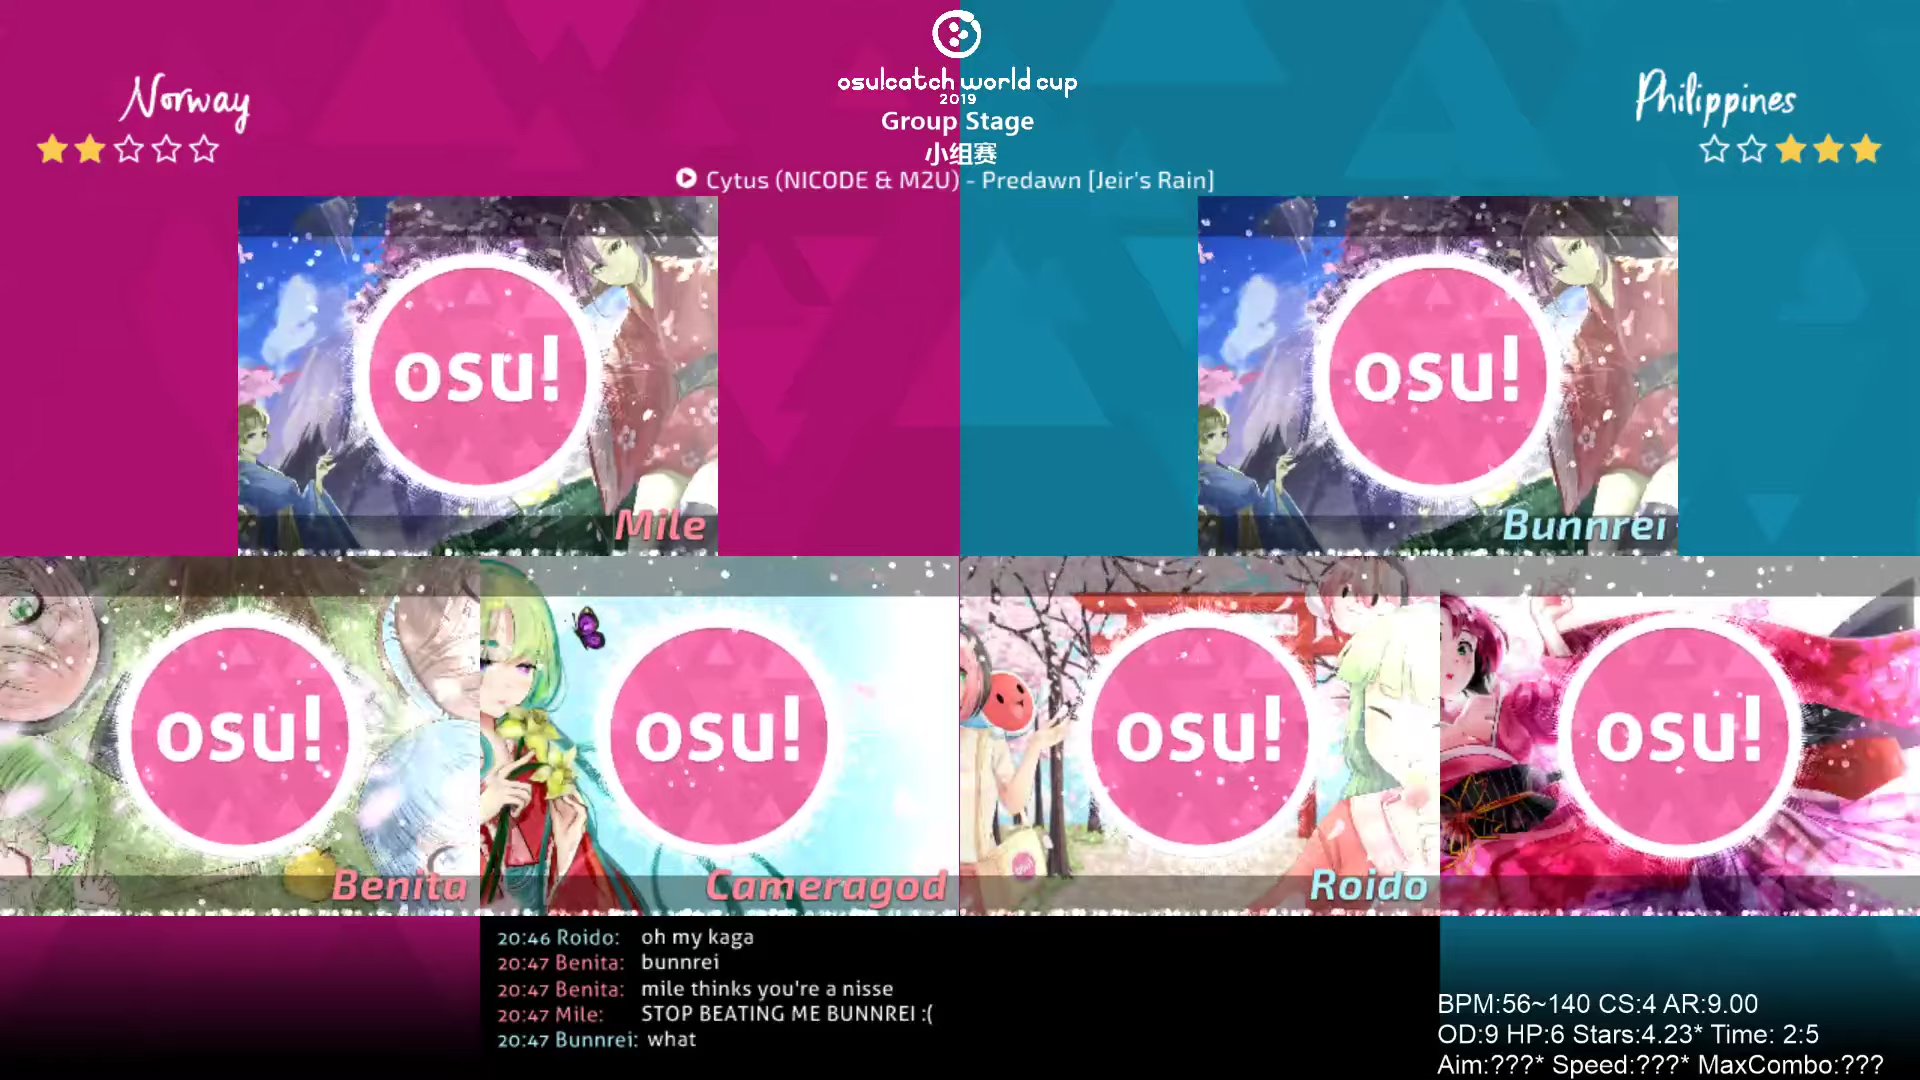 osu!catch world cup
2019
Group Stage
小组赛
Norway
Philippines
Cytus (NICODE & M2U) - Predawn [Jeir's Rain]
osu!
Mile
osu!
Bunnrei
osu!
Benita
osu!
Cameragod
osu!
Roido
osu!
20:46 Roido: oh my kaga
20:47 Benita: bunnrei
20:47 Benita: mile thinks you're a nisse
20:47 Mile: STOP BEATING ME BUNNREI :(
20:47 Bunnrei: what
BPM:56~140 CS:4 AR:9.00
OD:9 HP:6 Stars:4.23* Time: 2:5
Aim:???* Speed:???* MaxCombo:???